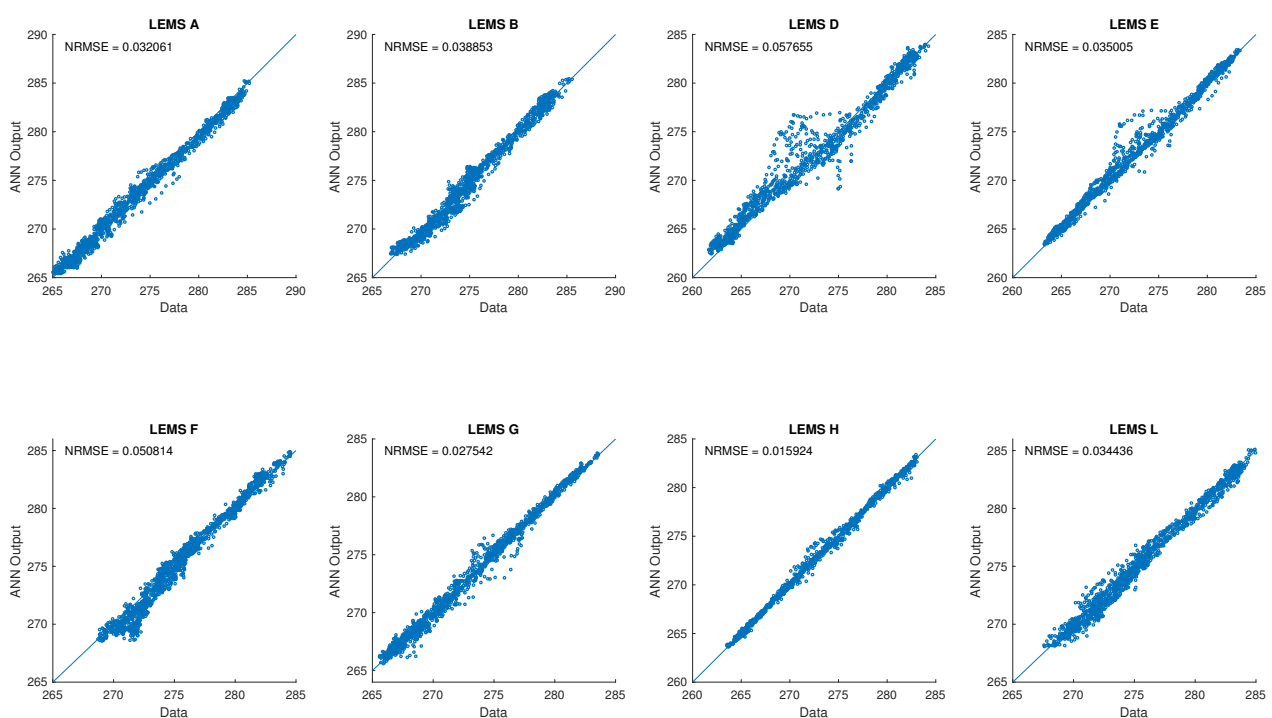 LEMS A
NRMSE = 0.032061
290
285
280
275
270
265
ANN Output
265 270 275 280 285 290
Data
LEMS B
NRMSE = 0.038853
290
285
280
275
270
265
ANN Output
265 270 275 280 285 290
Data
LEMS D
NRMSE = 0.057655
285
280
275
270
265
260
ANN Output
260 265 270 275 280 285
Data
LEMS E
NRMSE = 0.035005
285
280
275
270
265
260
ANN Output
260 265 270 275 280 285
Data
LEMS F
NRMSE = 0.050814
285
280
275
270
265
ANN Output
265 270 275 280 285
Data
LEMS G
NRMSE = 0.027542
285
280
275
270
265
ANN Output
265 270 275 280 285
Data
LEMS H
NRMSE = 0.015924
285
280
275
270
265
260
ANN Output
260 265 270 275 280 285
Data
LEMS L
NRMSE = 0.034436
285
280
275
270
265
ANN Output
265 270 275 280 285
Data